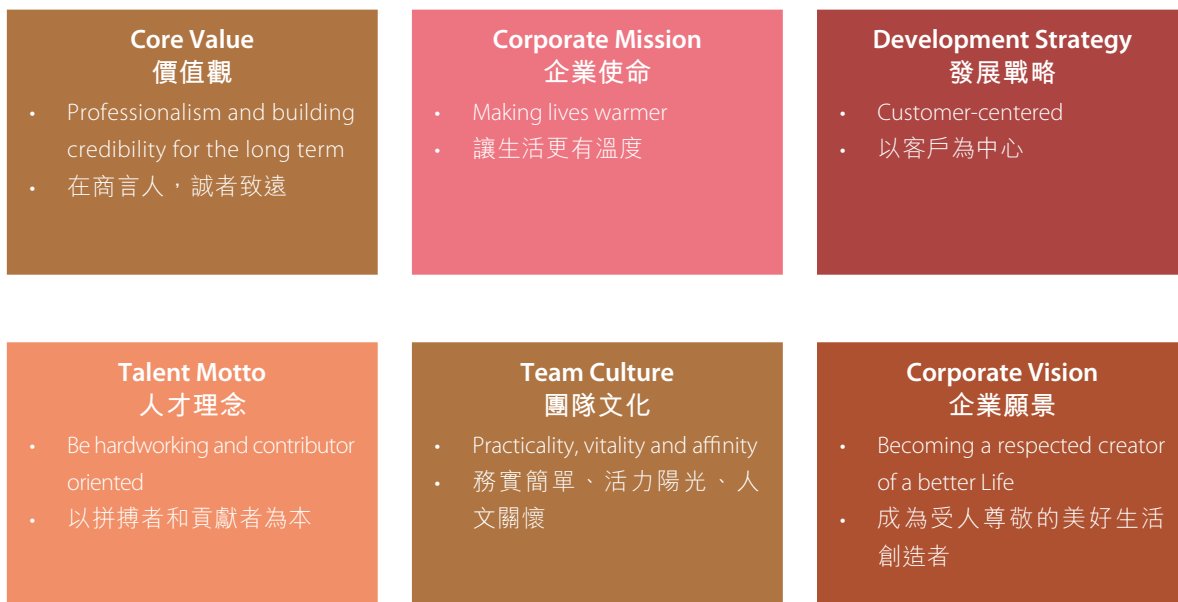 Core Value
價值觀
• Professionalism and building
credibility for the long term
• 在商言人，誠者致遠
Corporate Mission
企業使命
• Making lives warmer
• 讓生活更有溫度
Development Strategy
發展戰略
• Customer-centered
• 以客戶為中心
Talent Motto
人才理念
• Be hardworking and contributor
oriented
• 以拼搏者和貢獻者為本
Team Culture
團隊文化
• Practicality, vitality and affinity
• 務實簡單、活力陽光、人
文關懷
Corporate Vision
企業願景
• Becoming a respected creator
of a better Life
• 成為受人尊敬的美好生活
創造者